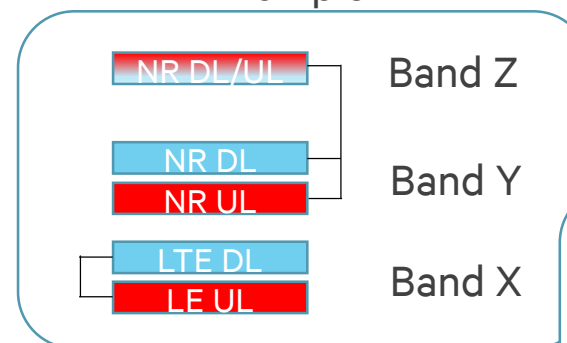 NR DL/UL
Band Z
NR DL
NR UL
Band Y
LTE DL
LE UL
Band X